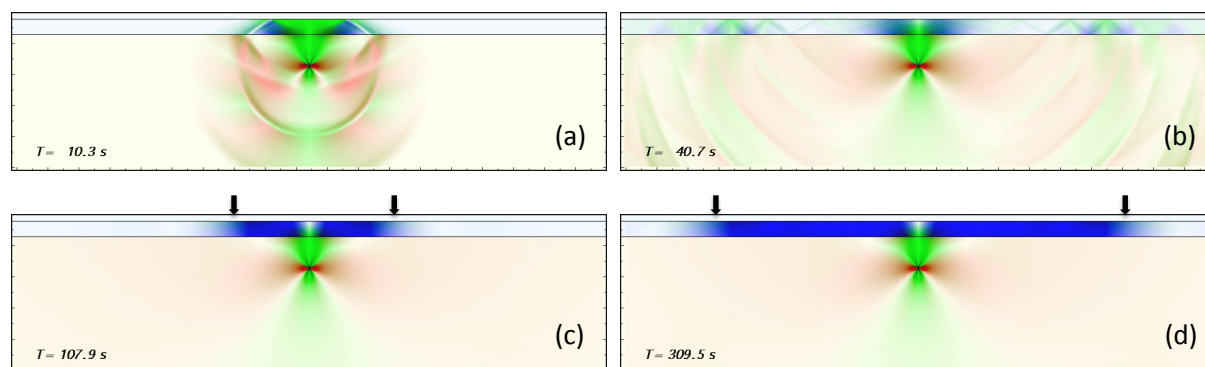 T= 10.3 s
(a)
T= 40.7 s
(b)
T= 107.9 s
(c)
T= 309.5 s
(d)